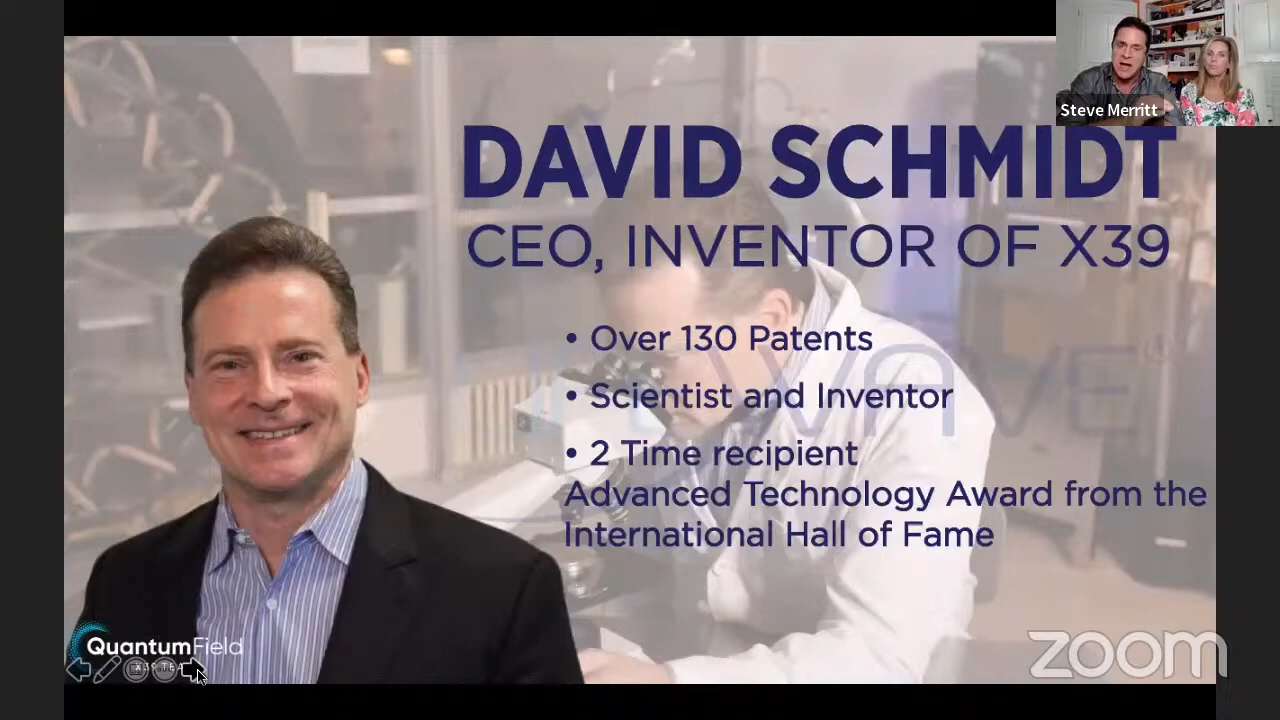 Steve Merritt
DAVID SCHMIDT
CEO, INVENTOR OF X39
• Over 130 Patents
• Scientist and Inventor
• 2 Time recipient
Advanced Technology Award from the
International Hall of Fame
WAVE®
QuantumField
zoom